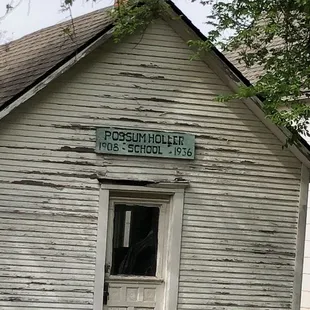 POSSUM HOLLER
1908 - SCHOOL - 1936